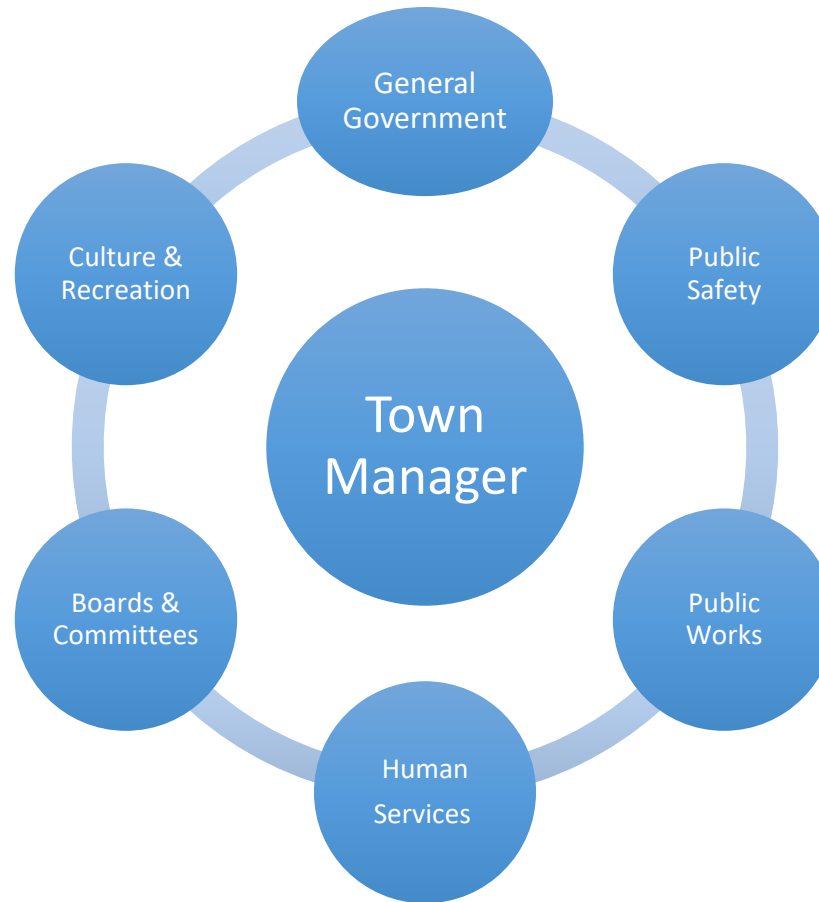 General
Government
Public
Safety
Public
Works
Human
Services
Boards &
Committees
Culture &
Recreation
Town
Manager